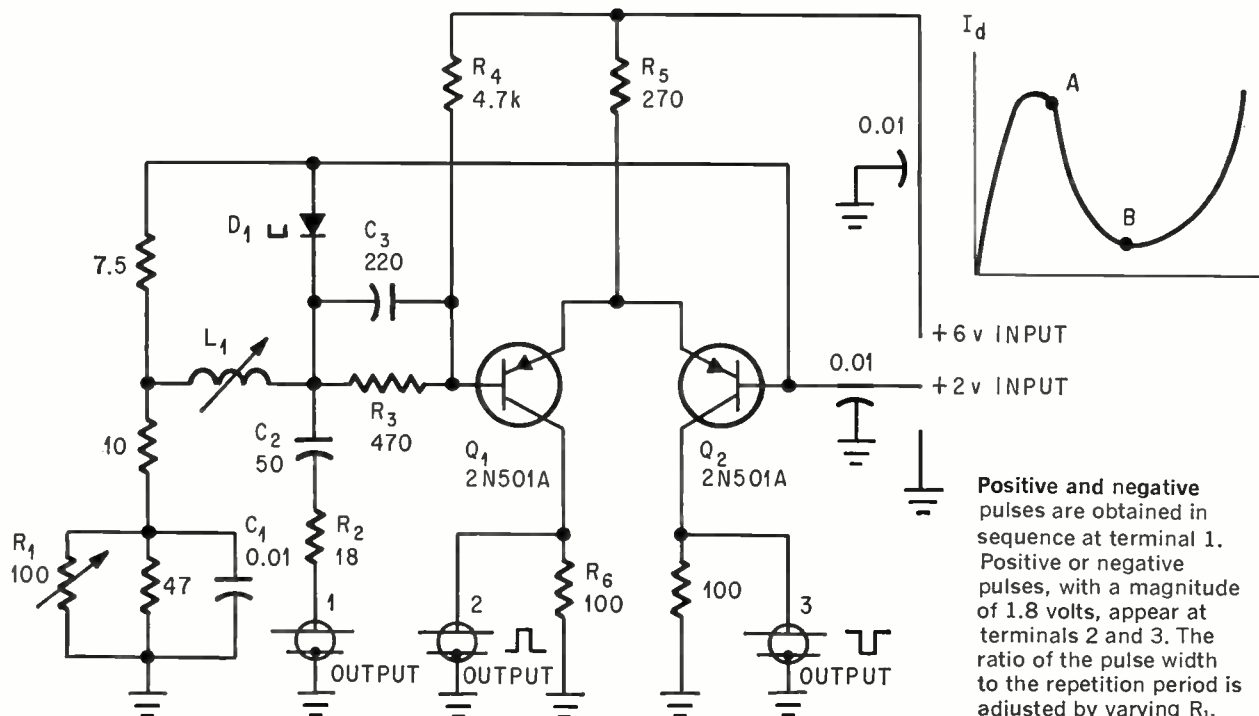 R4
4.7k
R5
270
0.01
Id
A
B
D1
C3
220
7.5
L1
R3
470
10
C2
50
R2
18
R1
100
47
C1
0.01
Q1
2N501A
Q2
2N501A
0.01
+6 v INPUT
+2 v INPUT
1
OUTPUT
2
OUTPUT
R6
100
100
3
OUTPUT
Positive and negative
pulses are obtained in
sequence at terminal 1.
Positive or negative
pulses, with a magnitude
of 1.8 volts, appear at
terminals 2 and 3. The
ratio of the pulse width
to the repetition period is
adjusted by varying R1.